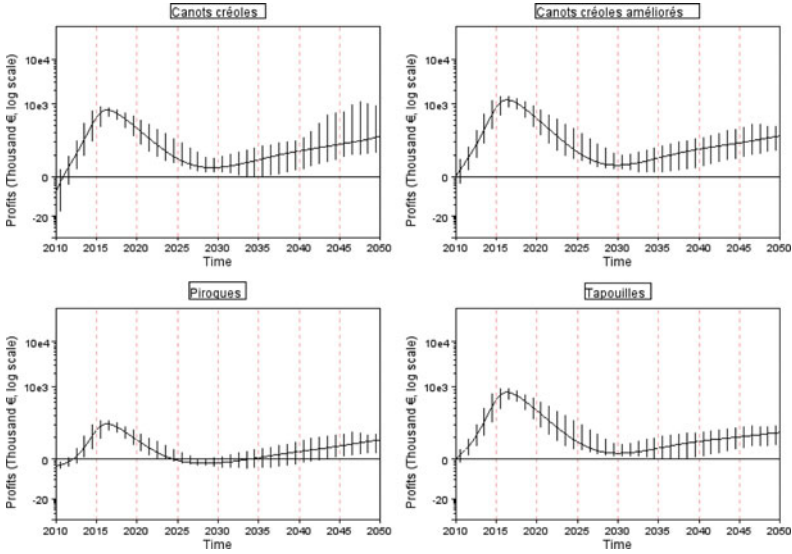 Canots créoles
Profits (Thousand €, log scale)
10e4
10e3
0
-20
2010 2015 2020 2025 2030 2035 2040 2045 2050
Time
Canots créoles améliorés
Profits (Thousand €, log scale)
10e4
10e3
0
-20
2010 2015 2020 2025 2030 2035 2040 2045 2050
Time
Pirogues
Profits (Thousand €, log scale)
10e4
10e3
0
-20
2010 2015 2020 2025 2030 2035 2040 2045 2050
Time
Tapouilles
Profits (Thousand €, log scale)
10e4
10e3
0
-20
2010 2015 2020 2025 2030 2035 2040 2045 2050
Time